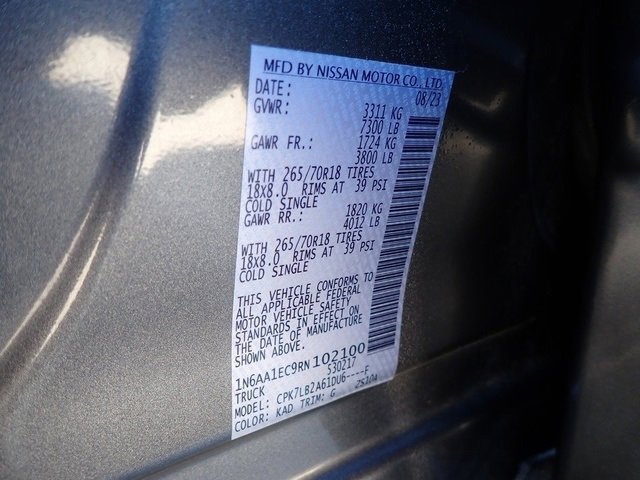 MFD BY NISSAN MOTOR CO., LTD.
DATE: 08/23
GVWR: 3311 KG
7300 LB
GAWR FR.: 1724 KG
3800 LB
WITH 265/70R18 TIRES
18x8.0 RIMS AT 39 PSI
COLD SINGLE
GAWR RR.: 1820 KG
4012 LB
WITH 265/70R18 TIRES
18x8.0 RIMS AT 39 PSI
COLD SINGLE
THIS VEHICLE CONFORMS TO
ALL APPLICABLE FEDERAL
MOTOR VEHICLE SAFETY
STANDARDS IN EFFECT ON
THE DATE OF MANUFACTURE
SHOWN ABOVE.
1N6AA1EC9RN102100
TRUCK 530217
MODEL: CPK7LB2A61DU6----F
COLOR: KAD TRIM: G 2510A